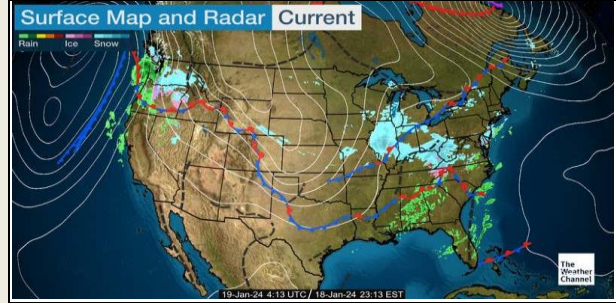 Surface Map and Radar Current
Rain Ice Snow
The
Weather
Channel
19-Jan-24 4:13 UTC / 18-Jan-24 23:13 EST